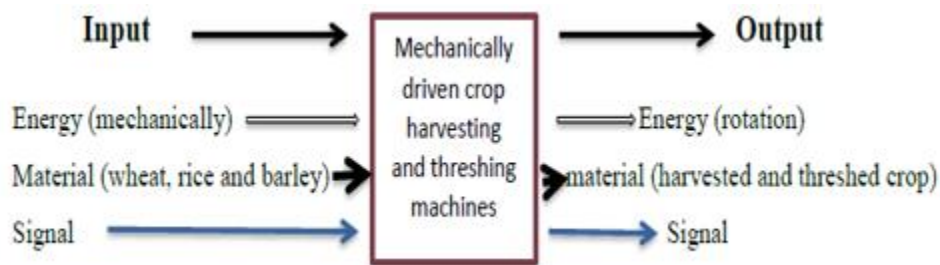 Input
Output
Mechanically
driven crop
harvesting
and threshing
machines
Energy (mechanically)
Energy (rotation)
Material (wheat, rice and barley)
material (harvested and threshed crop)
Signal
Signal